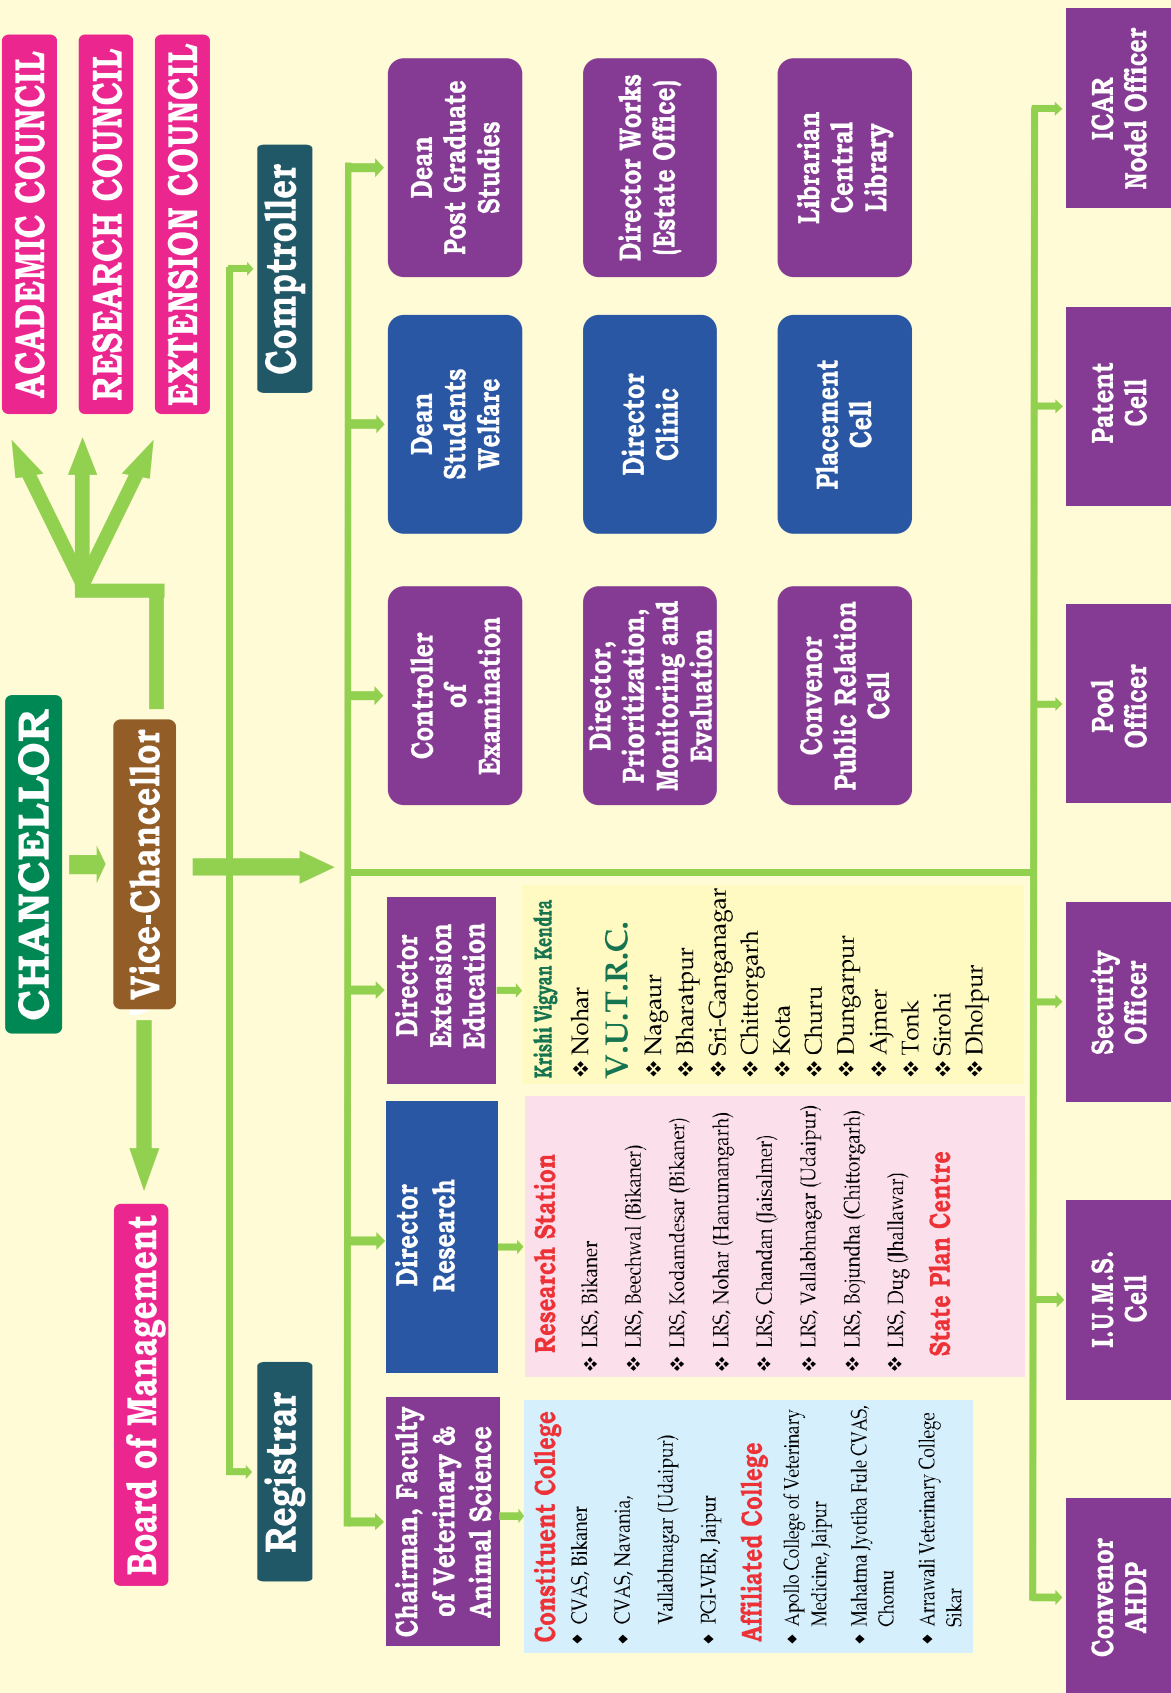 CHANCELLOR
ACADEMIC COUNCIL
RESEARCH COUNCIL
EXTENSION COUNCIL
Board of Management
Vice-Chancellor
Registrar
Comptroller
Chairman, Faculty
of Veterinary &
Animal Science
Director
Research
Director
Extension
Education
Controller
of
Examination
Dean
Students
Welfare
Dean
Post Graduate
Studies
Constituent College
CVAS, Bikaner
CVAS, Navania,
Vallabhnagar (Udaipur)
PGI-VER, Jaipur
Affiliated College
Apollo College of Veterinary
Medicine, Jaipur
Mahatma Jyotiba Fule CVAS,
Chomu
Arrawali Veterinary College
Sikar
Research Station
LRS, Bikaner
LRS, Beechwal (Bikaner)
LRS, Kodamdesar (Bikaner)
LRS, Nohar (Hanumangarh)
LRS, Chandan (Jaisalmer)
LRS, Vallabhnagar (Udaipur)
LRS, Bojundha (Chittorgarh)
LRS, Dug (Jhallawar)
State Plan Centre
Krishi Vigyan Kendra
Nohar
V.U.T.R.C.
Nagaur
Bharatpur
Sri-Ganganagar
Chittorgarh
Kota
Churu
Dungarpur
Ajmer
Tonk
Sirohi
Dholpur
Director,
Prioritization,
Monitoring and
Evaluation
Director
Clinic
Director Works
(Estate Office)
Convenor
Public Relation
Cell
Placement
Cell
Librarian
Central
Library
Convenor
AHDP
I.U.M.S.
Cell
Security
Officer
Pool
Officer
Patent
Cell
ICAR
Nodel Officer